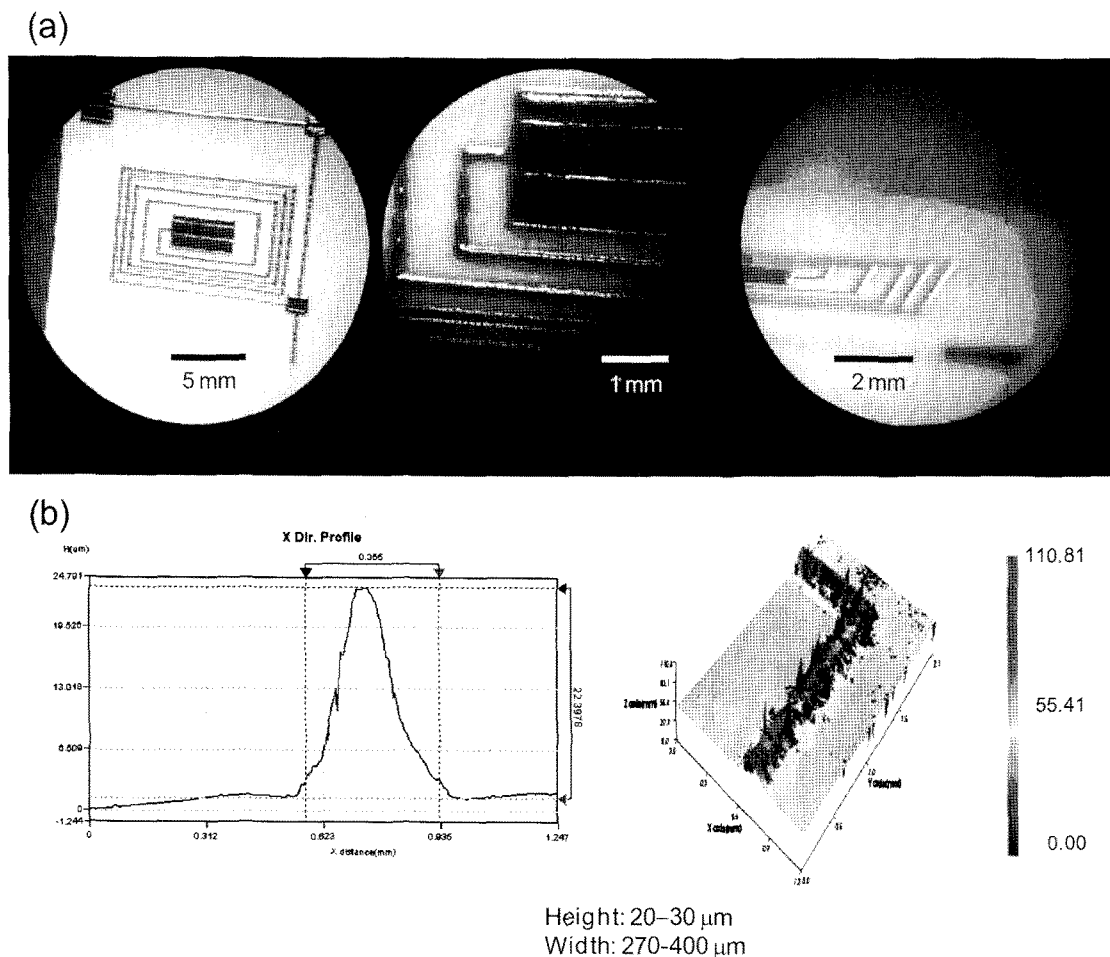 (a)
5 mm
1 mm
2 mm
(b)
X Dir. Profile
H(um)
0.355
24.791
19.628
13.018
6.509
0
-1.244
22.3978
0
0.312
0.623
0.935
1.247
X distance(mm)
110.81
55.41
0.00
Height: 20–30 μm
Width: 270-400 μm